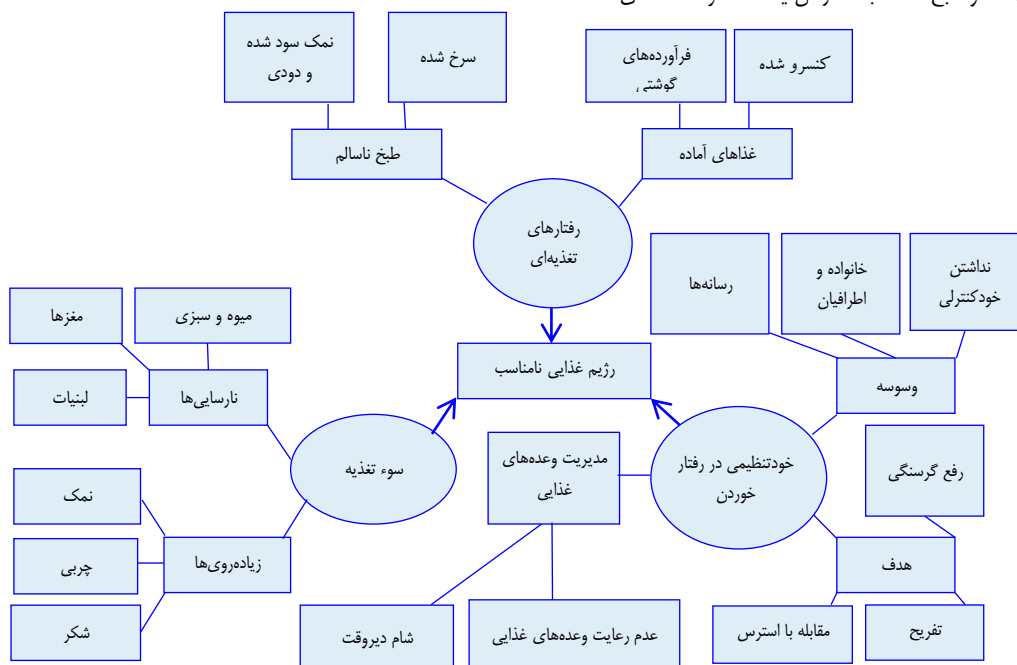 کنسرو شده
فرآورده‌های
گوشتی
سرخ شده
نمک سود شده
و دودی
غذاهای آماده
طبخ ناسالم
رفتارهای
تغذیه‌ای
نداشتن
خودکنترلی
خانواده و
اطرافیان
رسانه‌ها
میوه و سبزی
مغزها
رژیم غذایی نامناسب
وسوسه
نارسایی‌ها
لبنیات
خودتنظیمی در رفتار
خوردن
مدیریت وعده‌های
غذایی
سوء تغذیه
رفع گرسنگی
نمک
هدف
زیاده‌روی‌ها
چربی
تفریح
مقابله با استرس
عدم رعایت وعده‌های غذایی
شام دیروقت
شکر